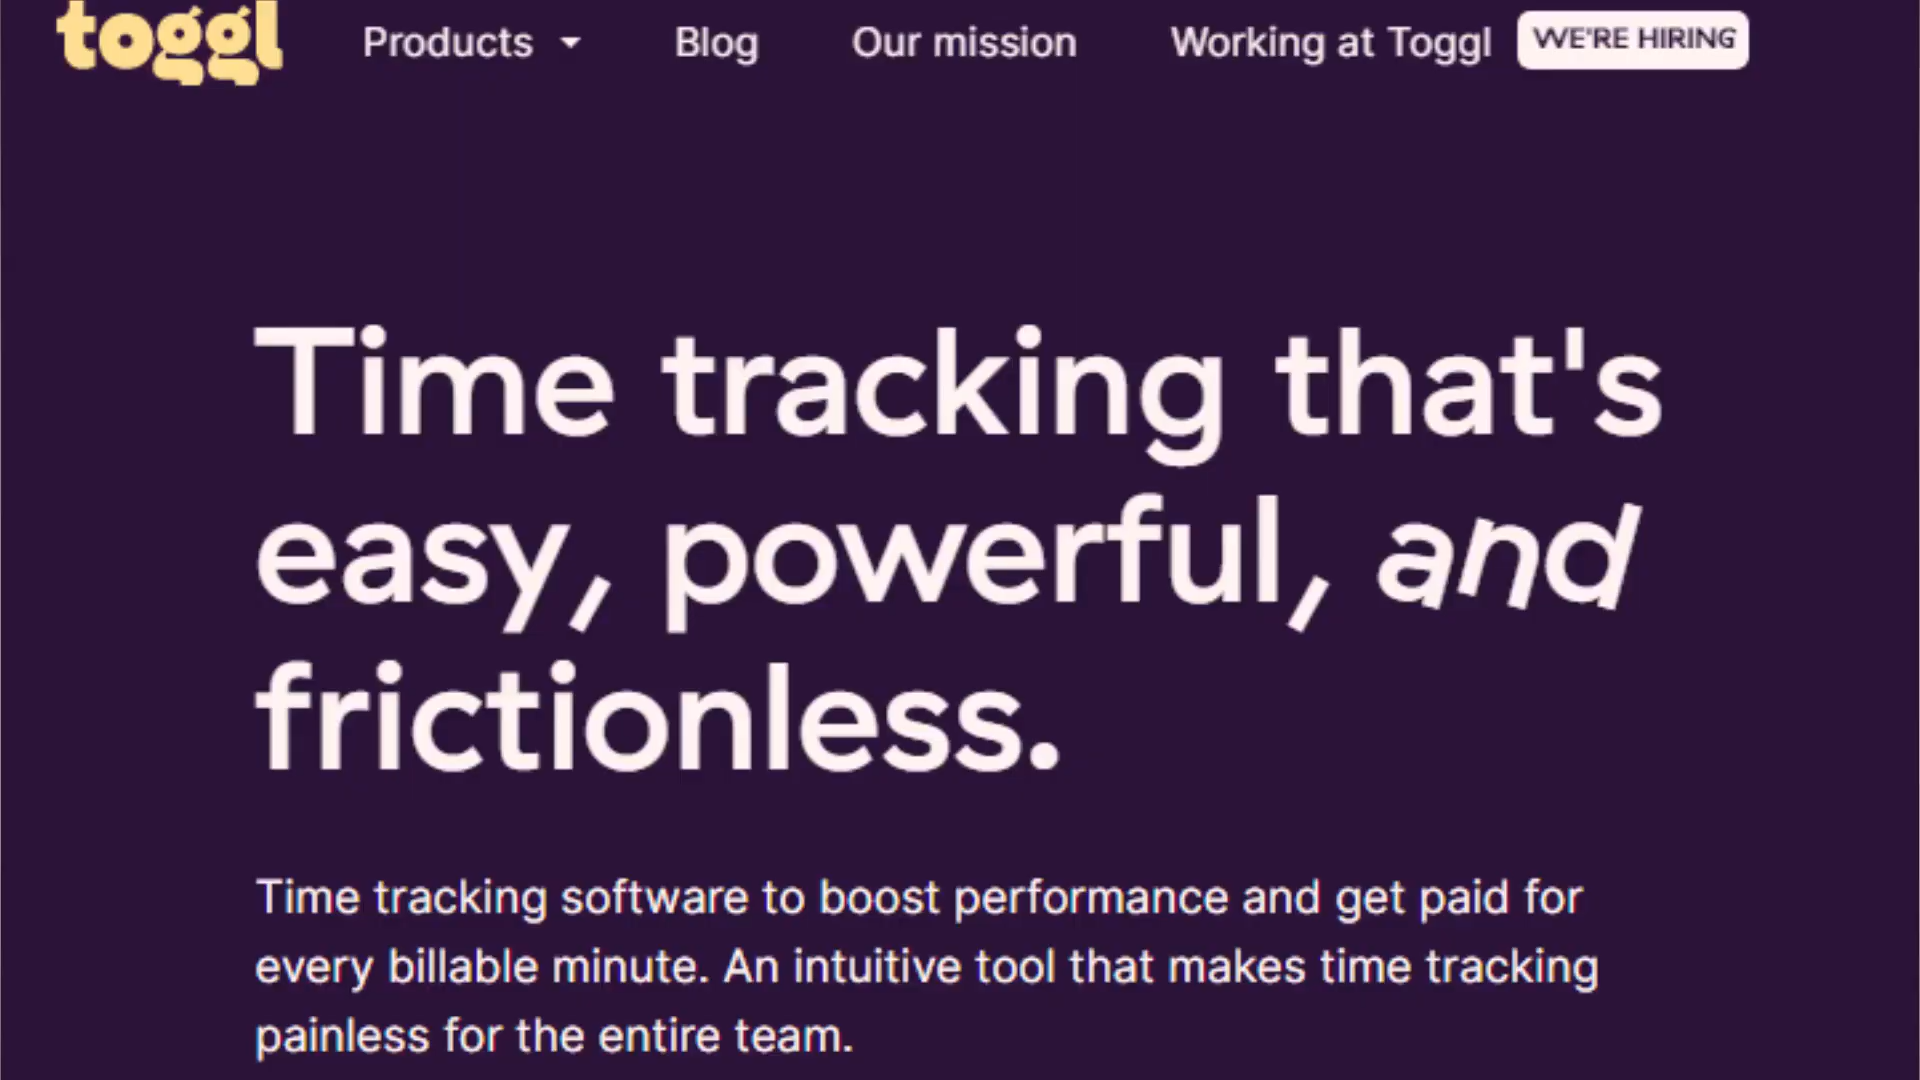 toggl Products Blog Our mission Working at Toggl WE'RE HIRING
Time tracking that's
easy, powerful, and
frictionless.
Time tracking software to boost performance and get paid for
every billable minute. An intuitive tool that makes time tracking
painless for the entire team.